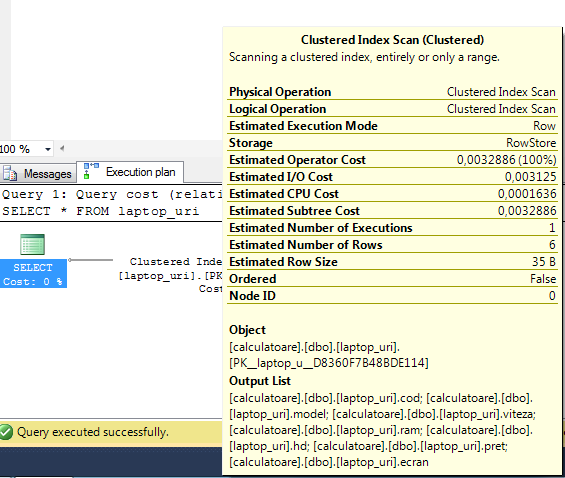 Clustered Index Scan (Clustered)
Scanning a clustered index, entirely or only a range.
Physical Operation Clustered Index Scan
Logical Operation Clustered Index Scan
Estimated Execution Mode Row
Storage RowStore
Estimated Operator Cost 0,0032886 (100%)
Estimated I/O Cost 0,003125
Estimated CPU Cost 0,0001636
Estimated Subtree Cost 0,0032886
Estimated Number of Executions 1
Estimated Number of Rows 6
Estimated Row Size 35 B
Ordered False
Node ID 0
Object
[calculatoare].[dbo].[laptop_uri].
[PK__laptop_u__D8360F7B48BDE114]
Output List
[calculatoare].[dbo].[laptop_uri].cod; [calculatoare].[dbo].
[laptop_uri].model; [calculatoare].[dbo].[laptop_uri].viteza;
[calculatoare].[dbo].[laptop_uri].ram; [calculatoare].[dbo].
[laptop_uri].hd; [calculatoare].[dbo].[laptop_uri].pret;
[calculatoare].[dbo].[laptop_uri].ecran
100 %
Messages Execution plan
Query 1: Query cost (relati
SELECT * FROM laptop_uri
SELECT
Cost: 0 %
Clustered Inde
[laptop_uri].[PK
Cost
Query executed successfully.